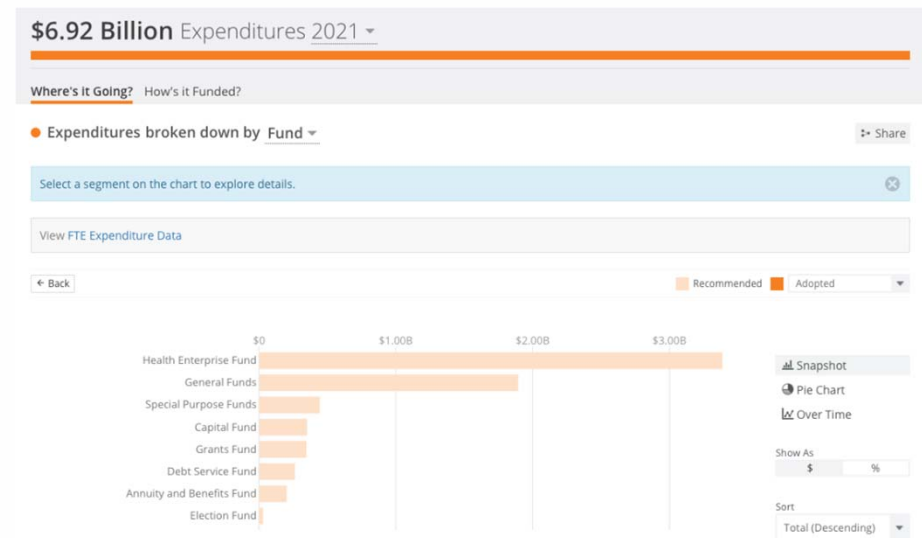 $6.92 Billion Expenditures 2021
Where's it Going? How's it Funded?
Expenditures broken down by Fund
Share
Select a segment on the chart to explore details.
View FTE Expenditure Data
← Back
Recommended Adopted
$0 $1.00B $2.00B $3.00B
Health Enterprise Fund
General Funds
Special Purpose Funds
Capital Fund
Grants Fund
Debt Service Fund
Annuity and Benefits Fund
Election Fund
Snapshot
Pie Chart
Over Time
Show As
$ %
Sort
Total (Descending)